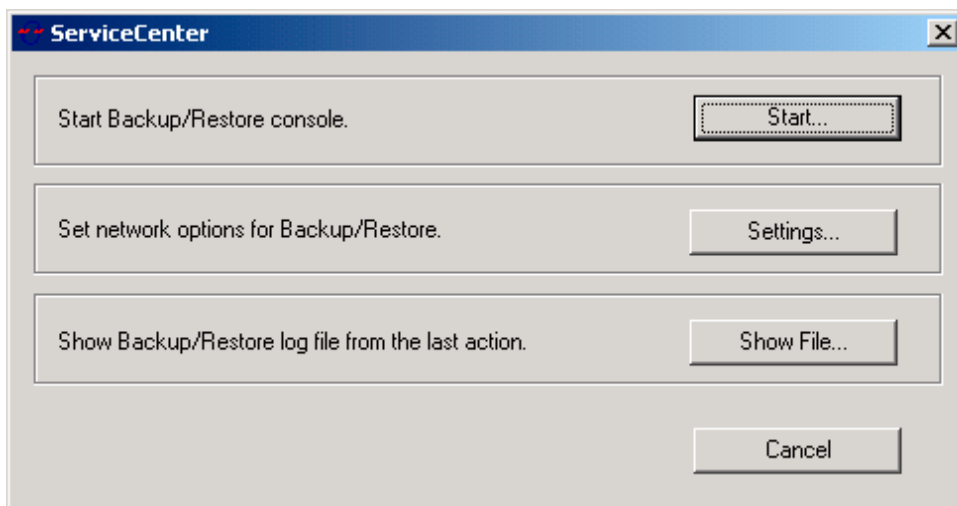 ServiceCenter
Start Backup/Restore console.
Start...
Set network options for Backup/Restore.
Settings...
Show Backup/Restore log file from the last action.
Show File...
Cancel